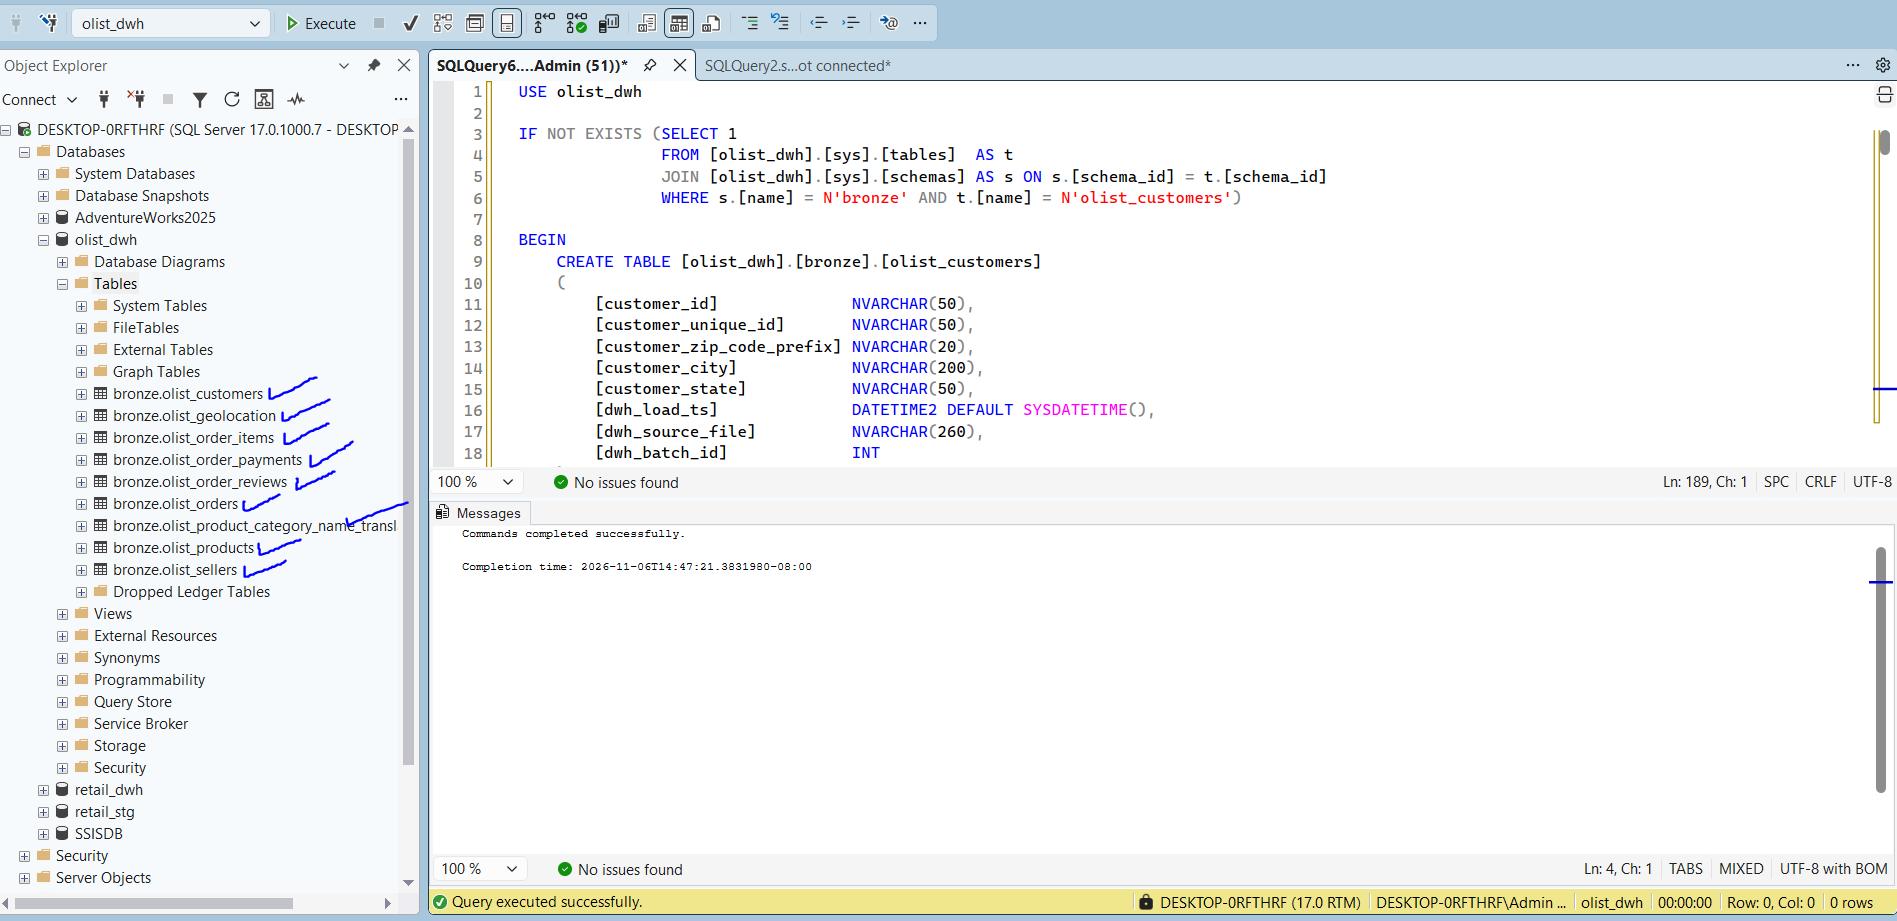 olist_dwh
Execute
Object Explorer
Connect
DESKTOP-0RFTHRF (SQL Server 17.0.1000.7 - DESKTOP
Databases
System Databases
Database Snapshots
AdventureWorks2025
olist_dwh
Database Diagrams
Tables
System Tables
FileTables
External Tables
Graph Tables
bronze.olist_customers
bronze.olist_geolocation
bronze.olist_order_items
bronze.olist_order_payments
bronze.olist_order_reviews
bronze.olist_orders
bronze.olist_product_category_name_transl
bronze.olist_products
bronze.olist_sellers
Dropped Ledger Tables
Views
External Resources
Synonyms
Programmability
Query Store
Service Broker
Storage
Security
retail_dwh
retail_stg
SSISDB
Security
Server Objects
SQLQuery6....Admin (51))* SQLQuery2.s...ot connected*
1 USE olist_dwh
2
3 IF NOT EXISTS (SELECT 1
4 FROM [olist_dwh].[sys].[tables] AS t
5 JOIN [olist_dwh].[sys].[schemas] AS s ON s.[schema_id] = t.[schema_id]
6 WHERE s.[name] = N'bronze' AND t.[name] = N'olist_customers')
7
8 BEGIN
9 CREATE TABLE [olist_dwh].[bronze].[olist_customers]
10 (
11 [customer_id] NVARCHAR(50),
12 [customer_unique_id] NVARCHAR(50),
13 [customer_zip_code_prefix] NVARCHAR(20),
14 [customer_city] NVARCHAR(200),
15 [customer_state] NVARCHAR(50),
16 [dwh_load_ts] DATETIME2 DEFAULT SYSDATETIME(),
17 [dwh_source_file] NVARCHAR(260),
18 [dwh_batch_id] INT
100 % No issues found Ln: 189, Ch: 1 SPC CRLF UTF-8
Messages
Commands completed successfully.
Completion time: 2026-11-06T14:47:21.3831980-08:00
100 % No issues found Ln: 4, Ch: 1 TABS MIXED UTF-8 with BOM
Query executed successfully. DESKTOP-0RFTHRF (17.0 RTM) DESKTOP-0RFTHRF\Admin ... olist_dwh 00:00:00 Row: 0, Col: 0 0 rows